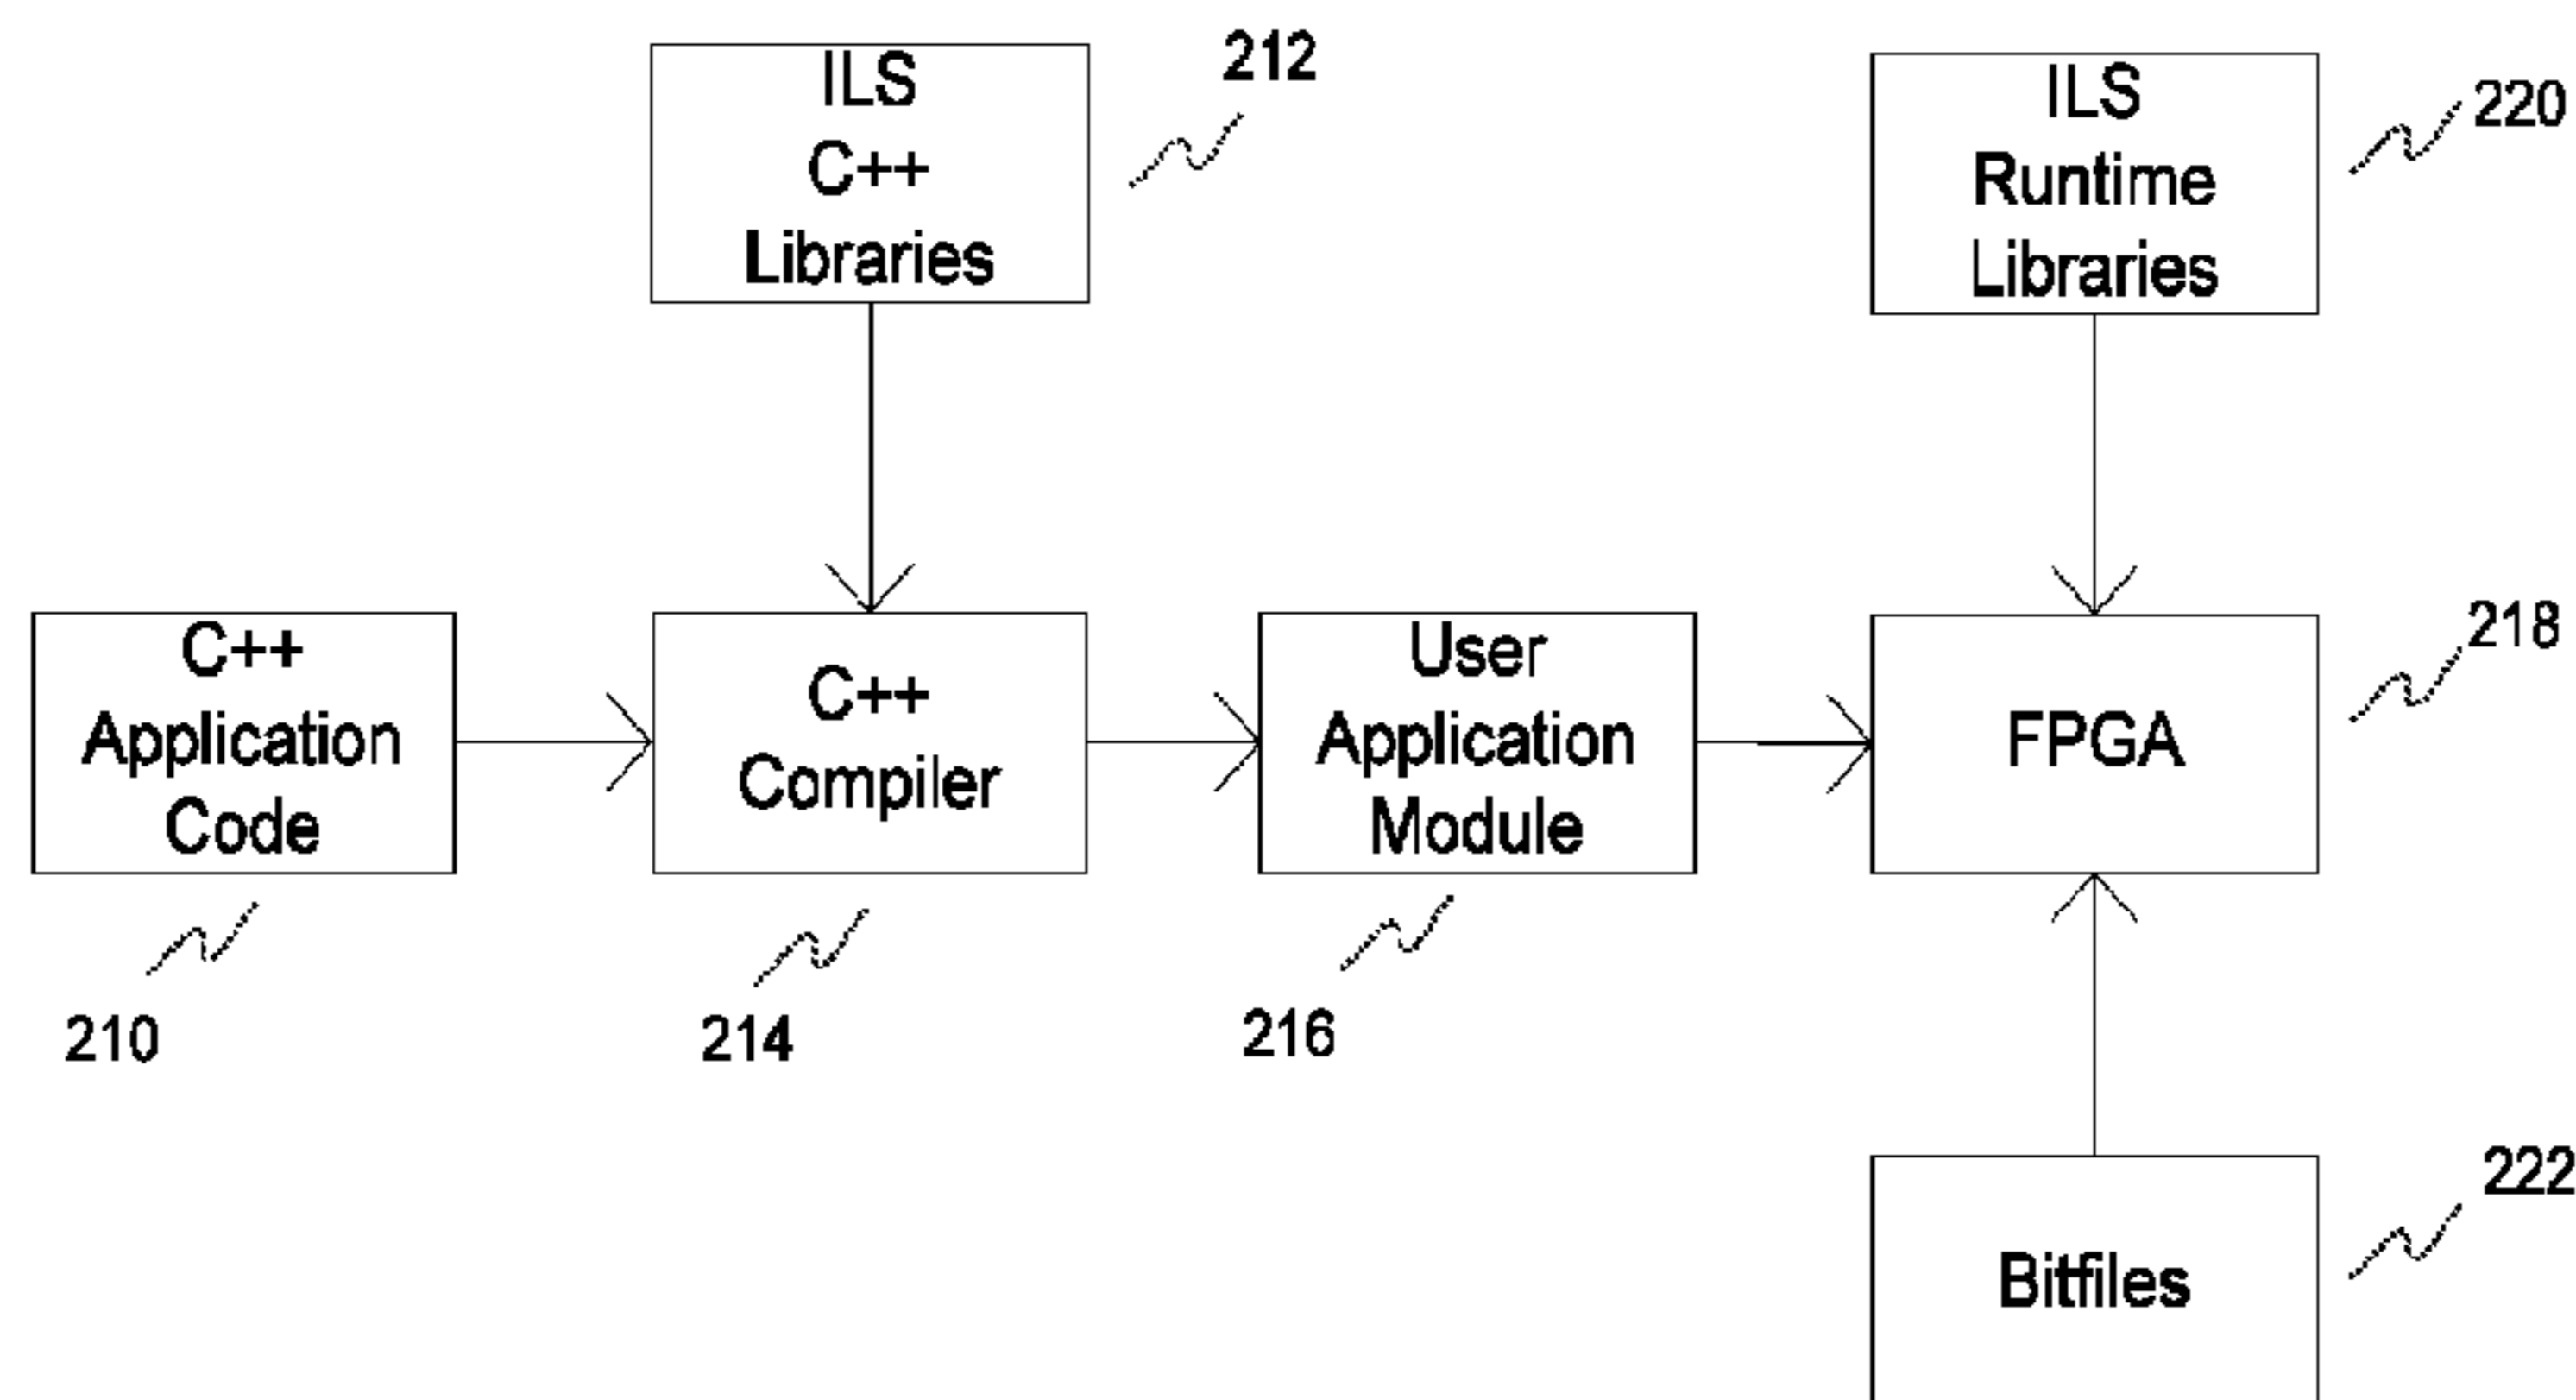 ILS
C++
Libraries
212
ILS
Runtime
Libraries
220
C++
Application
Code
210
C++
Compiler
214
User
Application
Module
216
FPGA
218
Bitfiles
222